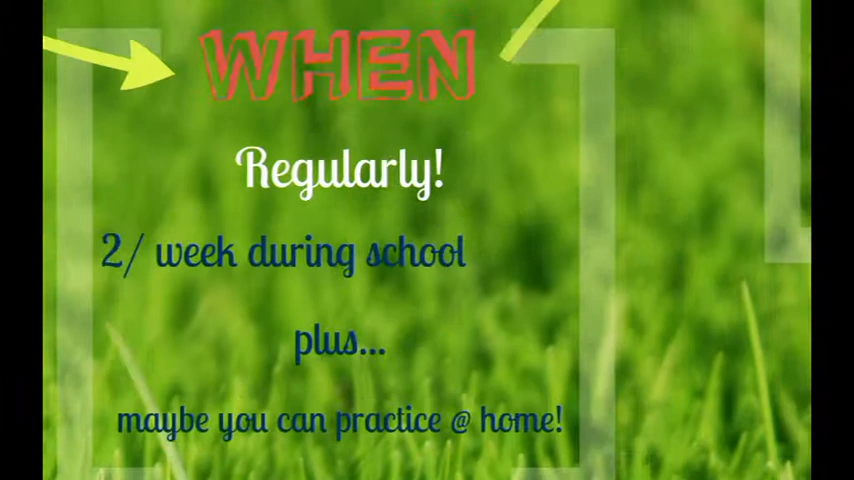 WHEN
Regularly!
2/ week during school
plus...
maybe you can practice @ home!